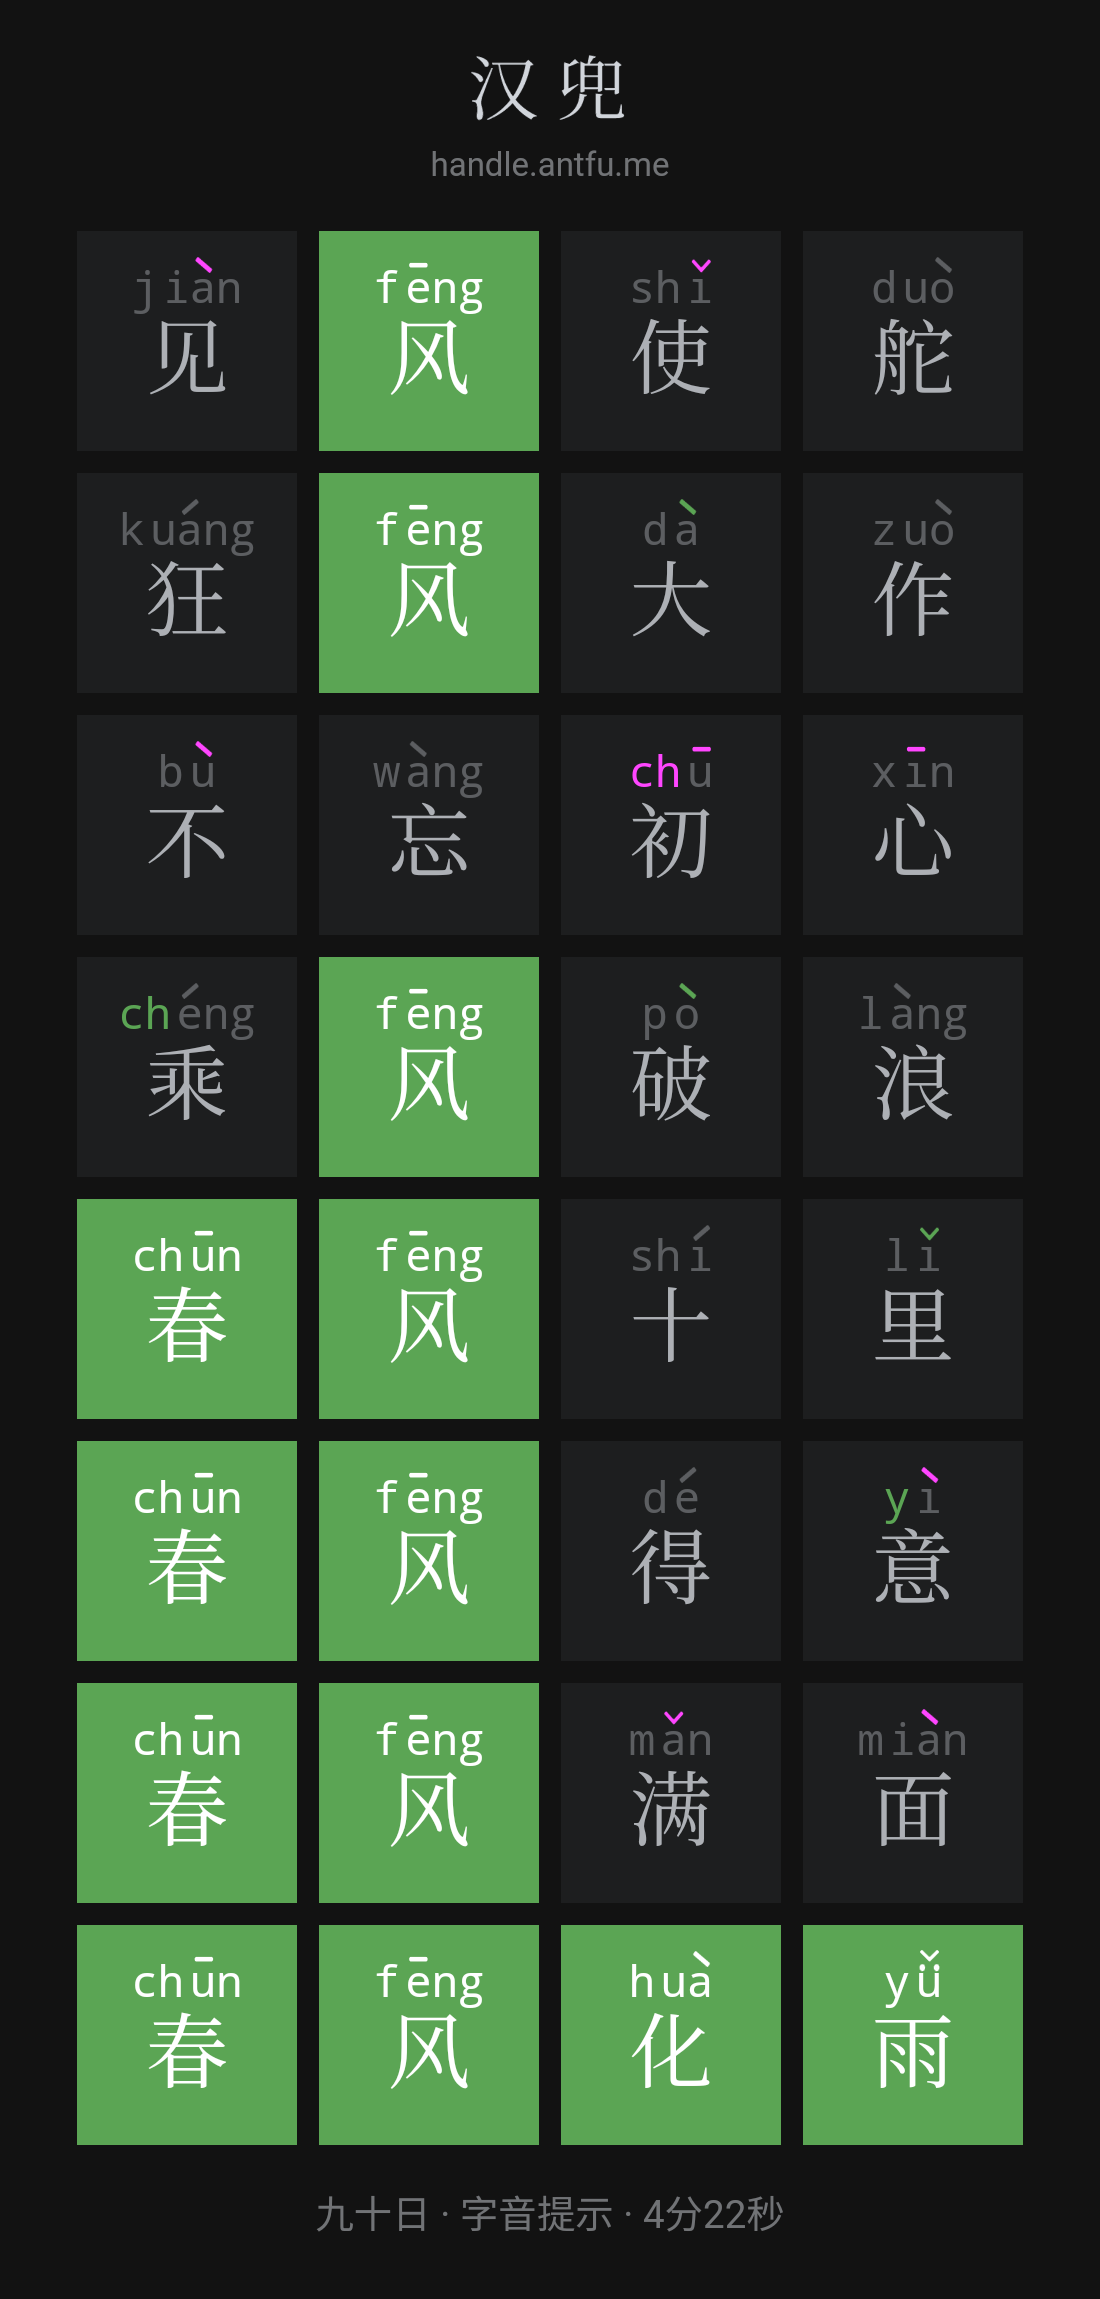 汉兜
handle.antfu.me
jiàn fēng shǐ duò
见 风 使 舵
kuáng fēng dà zuò
狂 风 大 作
bù wàng chū xīn
不 忘 初 心
chéng fēng pò làng
乘 风 破 浪
chūn fēng shí lǐ
春 风 十 里
chūn fēng dé yì
春 风 得 意
chūn fēng mǎn miàn
春 风 满 面
chūn fēng huà yǚ
春 风 化 雨
九十日 · 字音提示 · 4分22秒